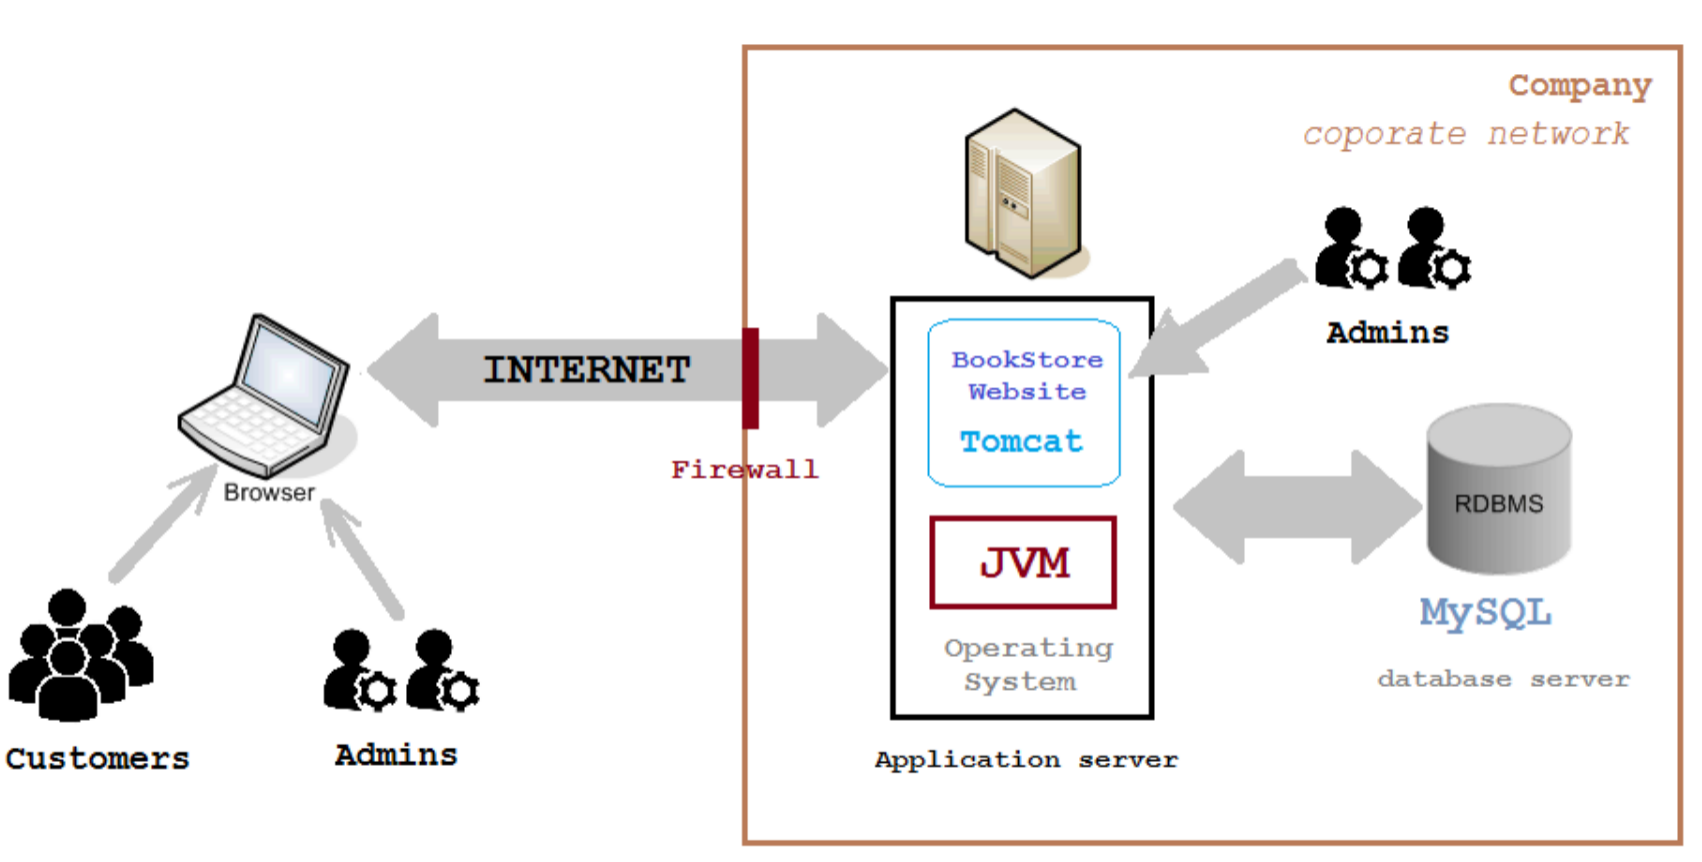 Company
coporate network
Admins
BookStore
Website
Tomcat
INTERNET
Firewall
Browser
JVM
RDBMS
MySQL
Operating
System
database server
Customers
Admins
Application server